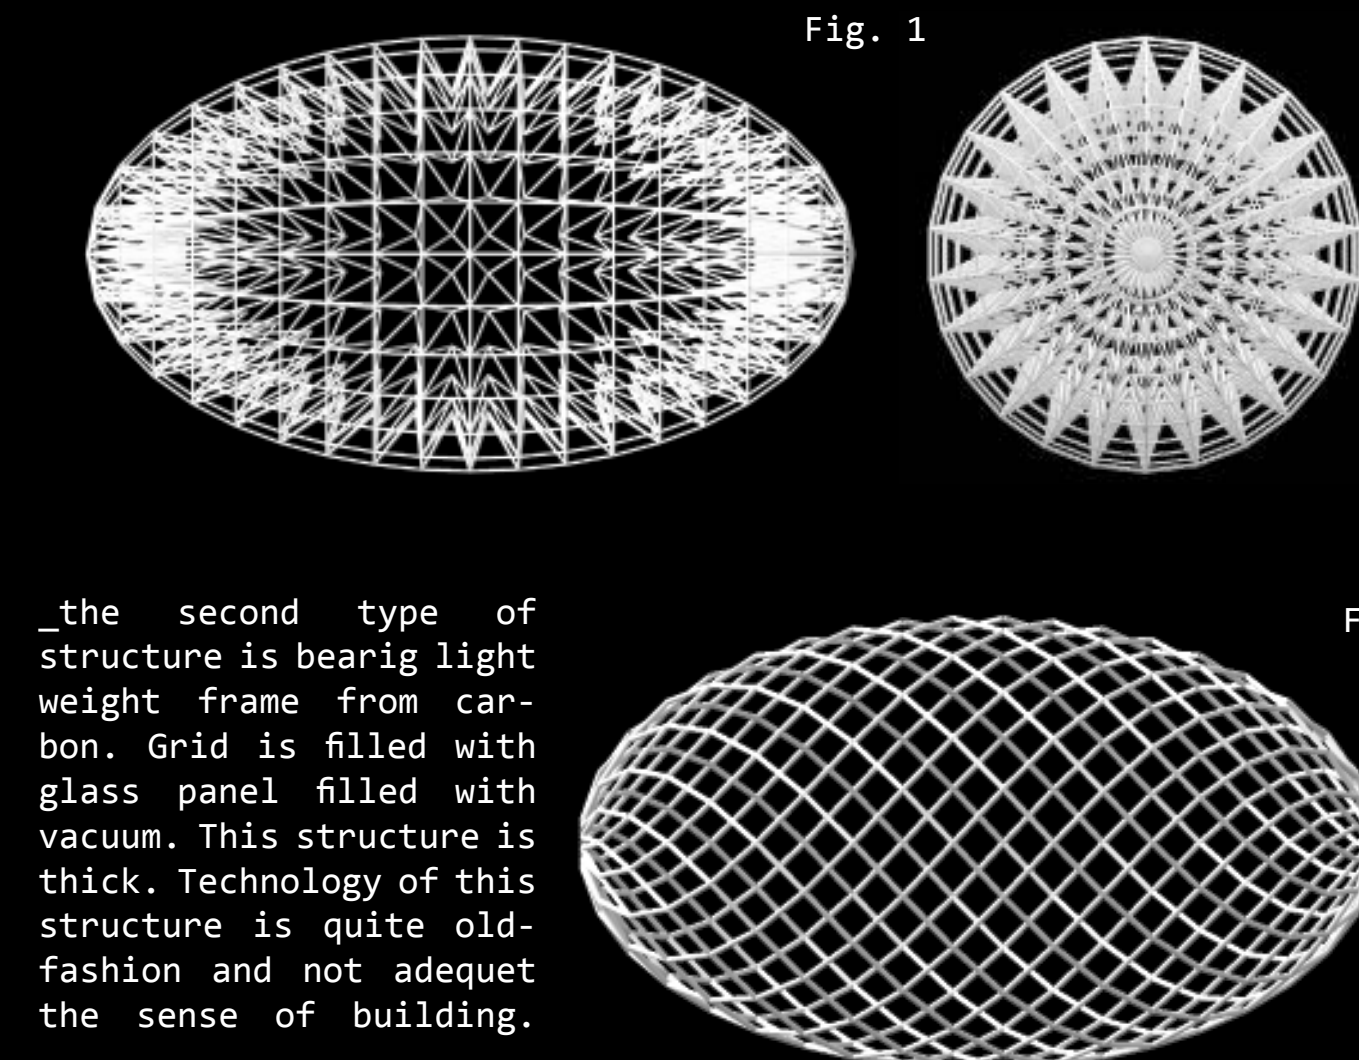 Fig. 1
_the second type of
structure is bearig light
weight frame from car-
bon. Grid is filled with
glass panel filled with
vacuum. This structure is
thick. Technology of this
structure is quite old-
fashion and not adequet
the sense of building.